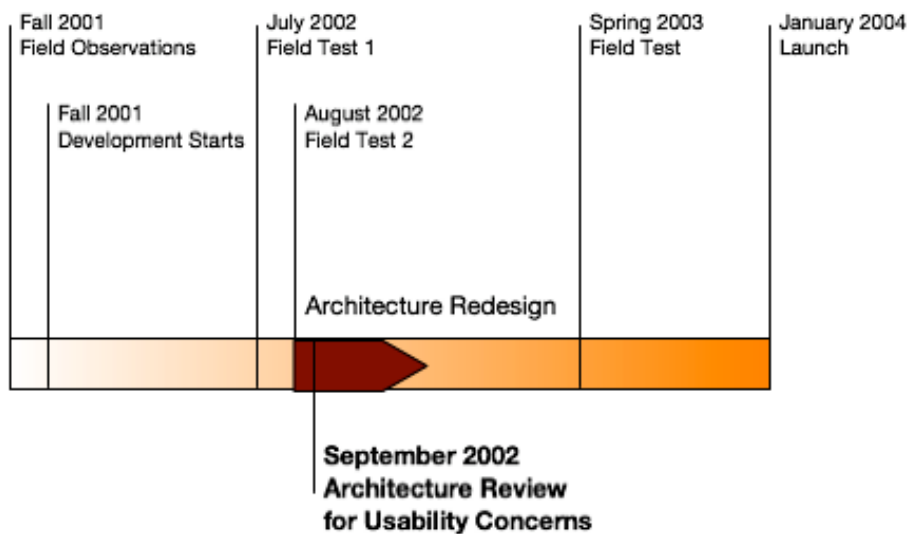 Fall 2001
Field Observations
July 2002
Field Test 1
Spring 2003
Field Test
January 2004
Launch
Fall 2001
Development Starts
August 2002
Field Test 2
Architecture Redesign
September 2002
Architecture Review
for Usability Concerns